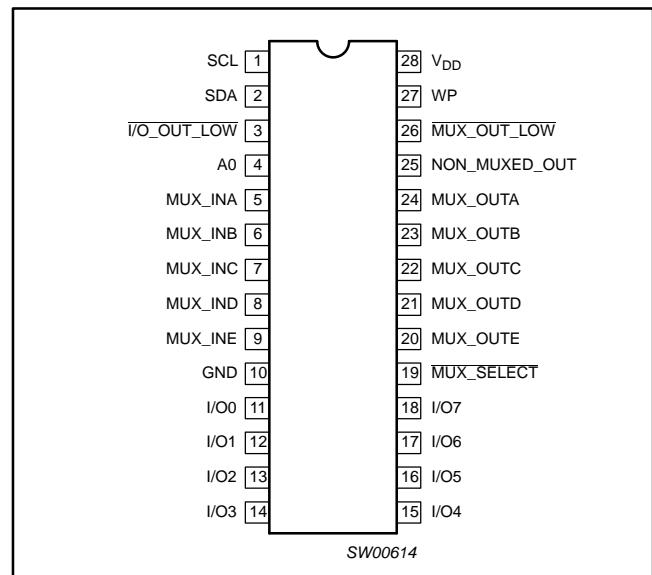 SCL 1 28 VDD
SDA 2 27 WP
I/O_OUT_LOW 3 26 MUX_OUT_LOW
A0 4 25 NON_MUXED_OUT
MUX_INA 5 24 MUX_OUTA
MUX_INB 6 23 MUX_OUTB
MUX_INC 7 22 MUX_OUTC
MUX_IND 8 21 MUX_OUTD
MUX_INE 9 20 MUX_OUTE
GND 10 19 MUX_SELECT
I/O0 11 18 I/O7
I/O1 12 17 I/O6
I/O2 13 16 I/O5
I/O3 14 15 I/O4
SW00614